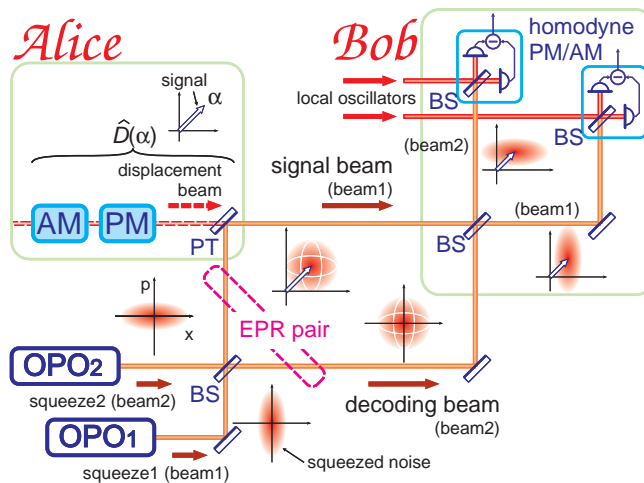 Alice
Bob
homodyne
PM/AM
signal
α
D̂(α)
displacement
beam
AM
PM
PT
local oscillators
BS
BS
(beam2)
signal beam
(beam1)
(beam1)
BS
p
x
EPR pair
OPO2
squeeze2 (beam2)
BS
decoding beam
(beam2)
OPO1
squeeze1 (beam1)
squeezed noise